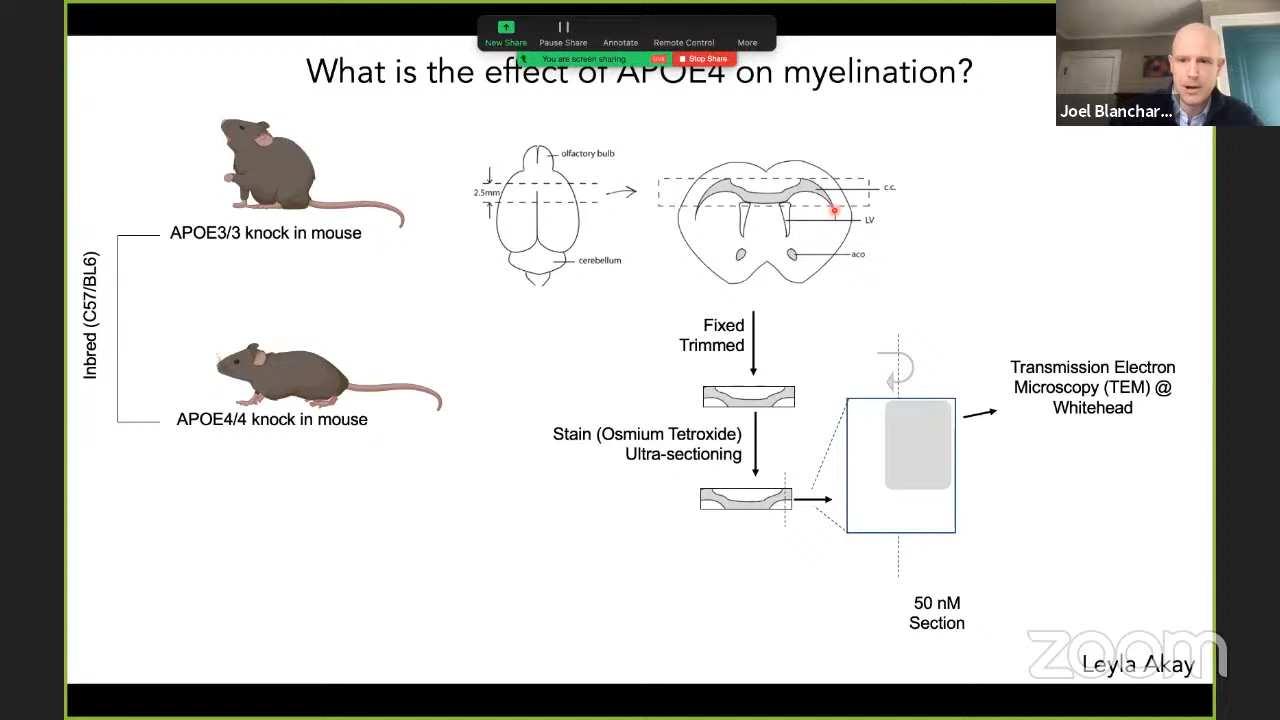 New Share
Pause Share
Annotate
Remote Control
More
You are screen sharing
LIVE
Stop Share
What is the effect of APOE4 on myelination?
Joel Blanchar...
olfactory bulb
2.5mm
cerebellum
c.c.
LV
aco
APOE3/3 knock in mouse
Inbred (C57/BL6)
APOE4/4 knock in mouse
Fixed
Trimmed
Stain (Osmium Tetroxide)
Ultra-sectioning
Transmission Electron
Microscopy (TEM) @
Whitehead
50 nM
Section
zoom
Leyla Akay